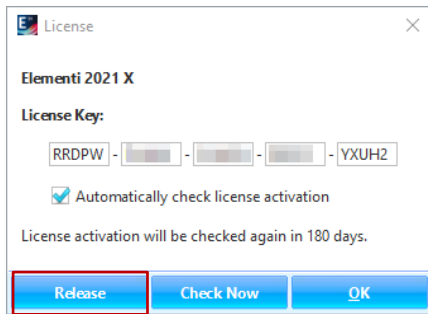 License
Elementi 2021 X
License Key:
RRDPW - - - - YXUH2
Automatically check license activation
License activation will be checked again in 180 days.
Release Check Now OK